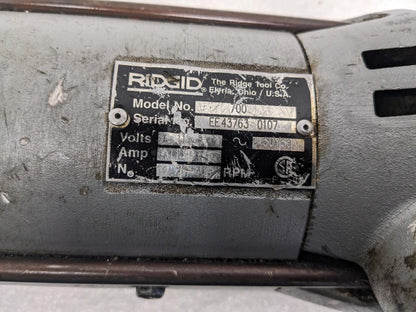 RIDGID® The Ridge Tool Co.
Elyria, Ohio / U.S.A.
Model No. 700
Serial No. EE43763 0107
Volts ~
Amp
N. RPM